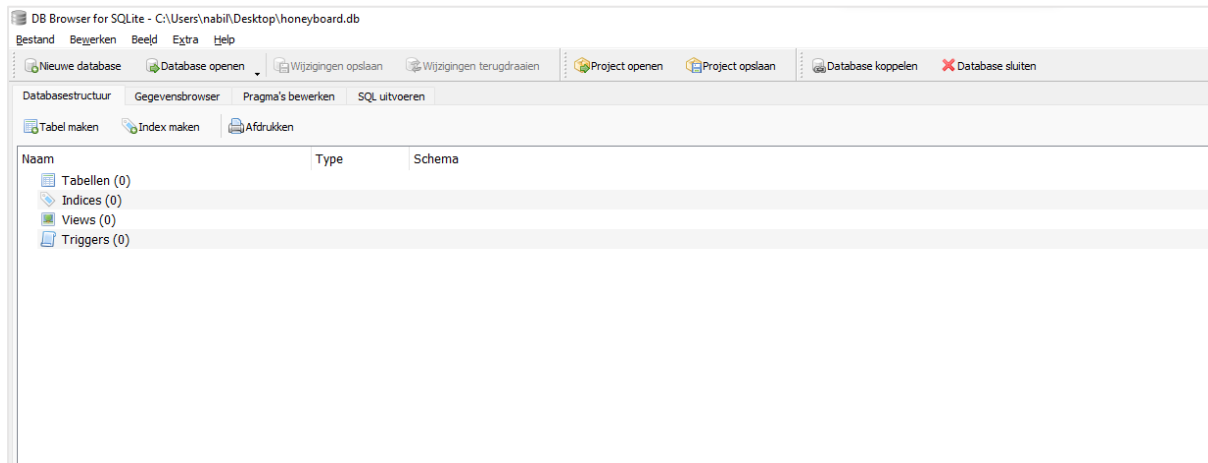 DB Browser for SQLite - C:\Users\nabil\Desktop\honeyboard.db
Bestand Bewerken Beeld Extra Help
Nieuwe database Database openen Wijzigingen opslaan Wijzigingen terugdraaien Project openen Project opslaan Database koppelen Database sluiten
Databasestructuur Gegevensbrowser Pragma's bewerken SQL uitvoeren
Tabel maken Index maken Afdrukken
Naam Type Schema
Tabellen (0)
Indices (0)
Views (0)
Triggers (0)